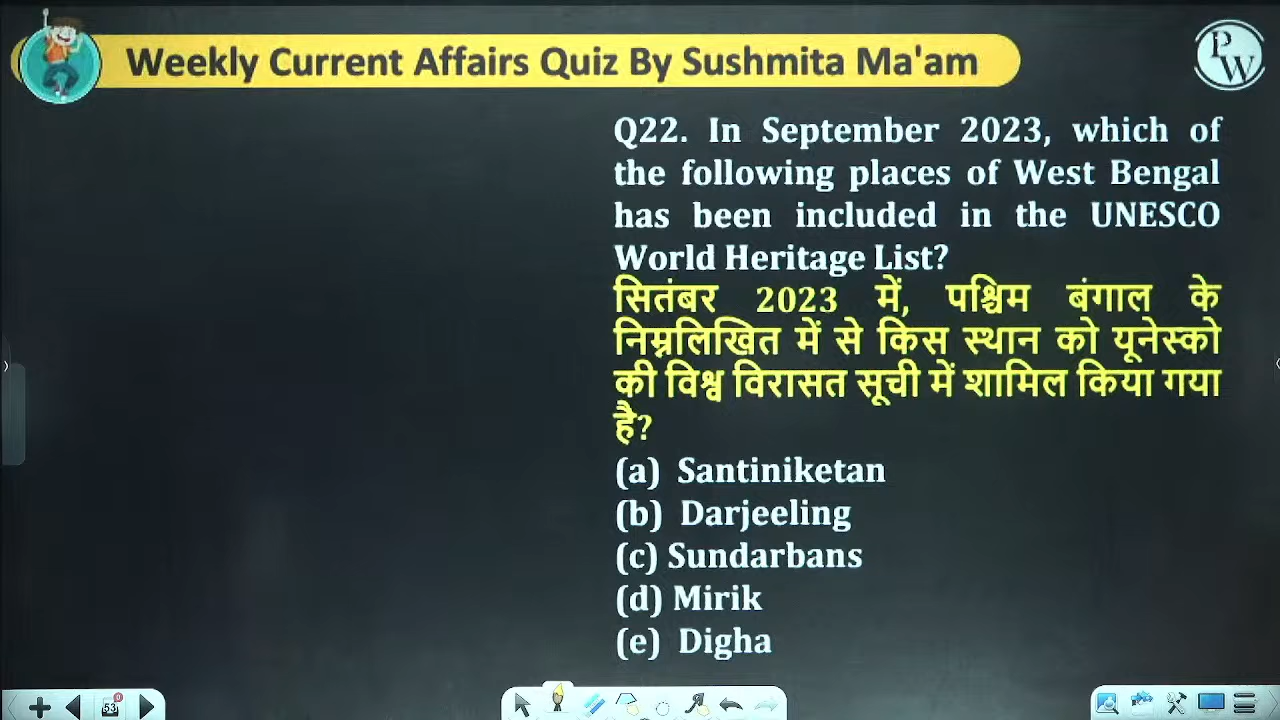 Weekly Current Affairs Quiz By Sushmita Ma'am
PW
Q22. In September 2023, which of
the following places of West Bengal
has been included in the UNESCO
World Heritage List?
सितंबर 2023 में, पश्चिम बंगाल के
निम्नलिखित में से किस स्थान को यूनेस्को
की विश्व विरासत सूची में शामिल किया गया
है?
(a) Santiniketan
(b) Darjeeling
(c) Sundarbans
(d) Mirik
(e) Digha
53